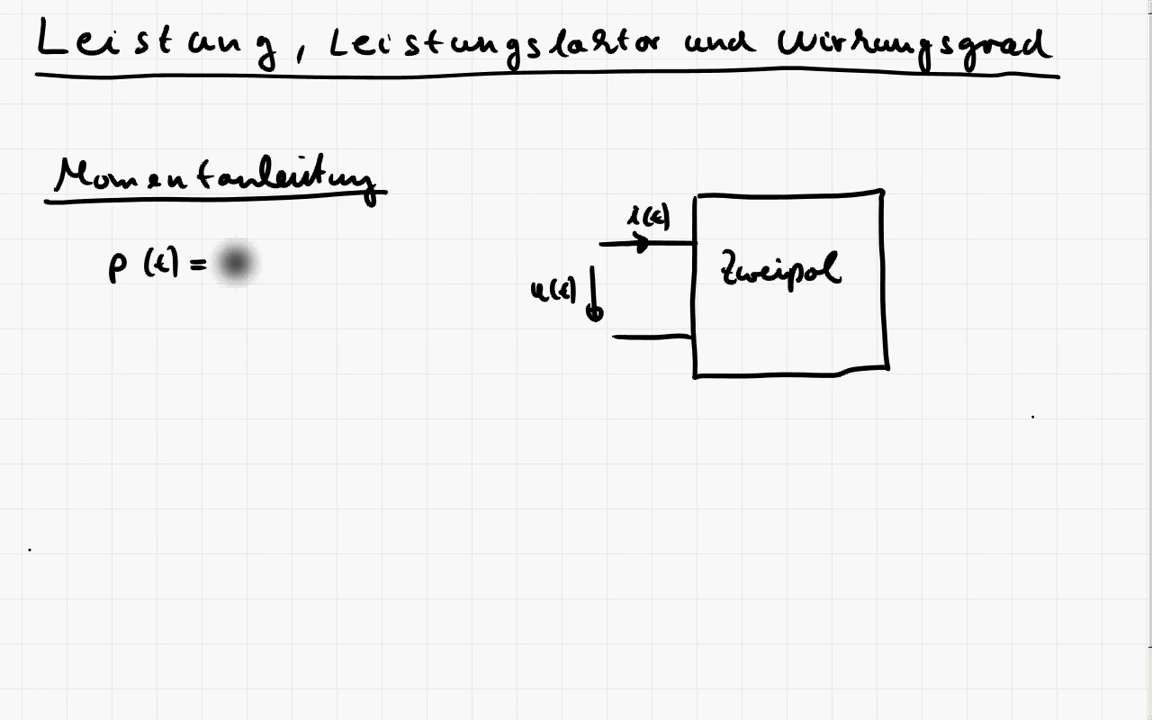 Leistung, Leistungsfaktor und Wirkungsgrad
Momentanleistung
p (t) =
i(t)
u(t)
Zweipol